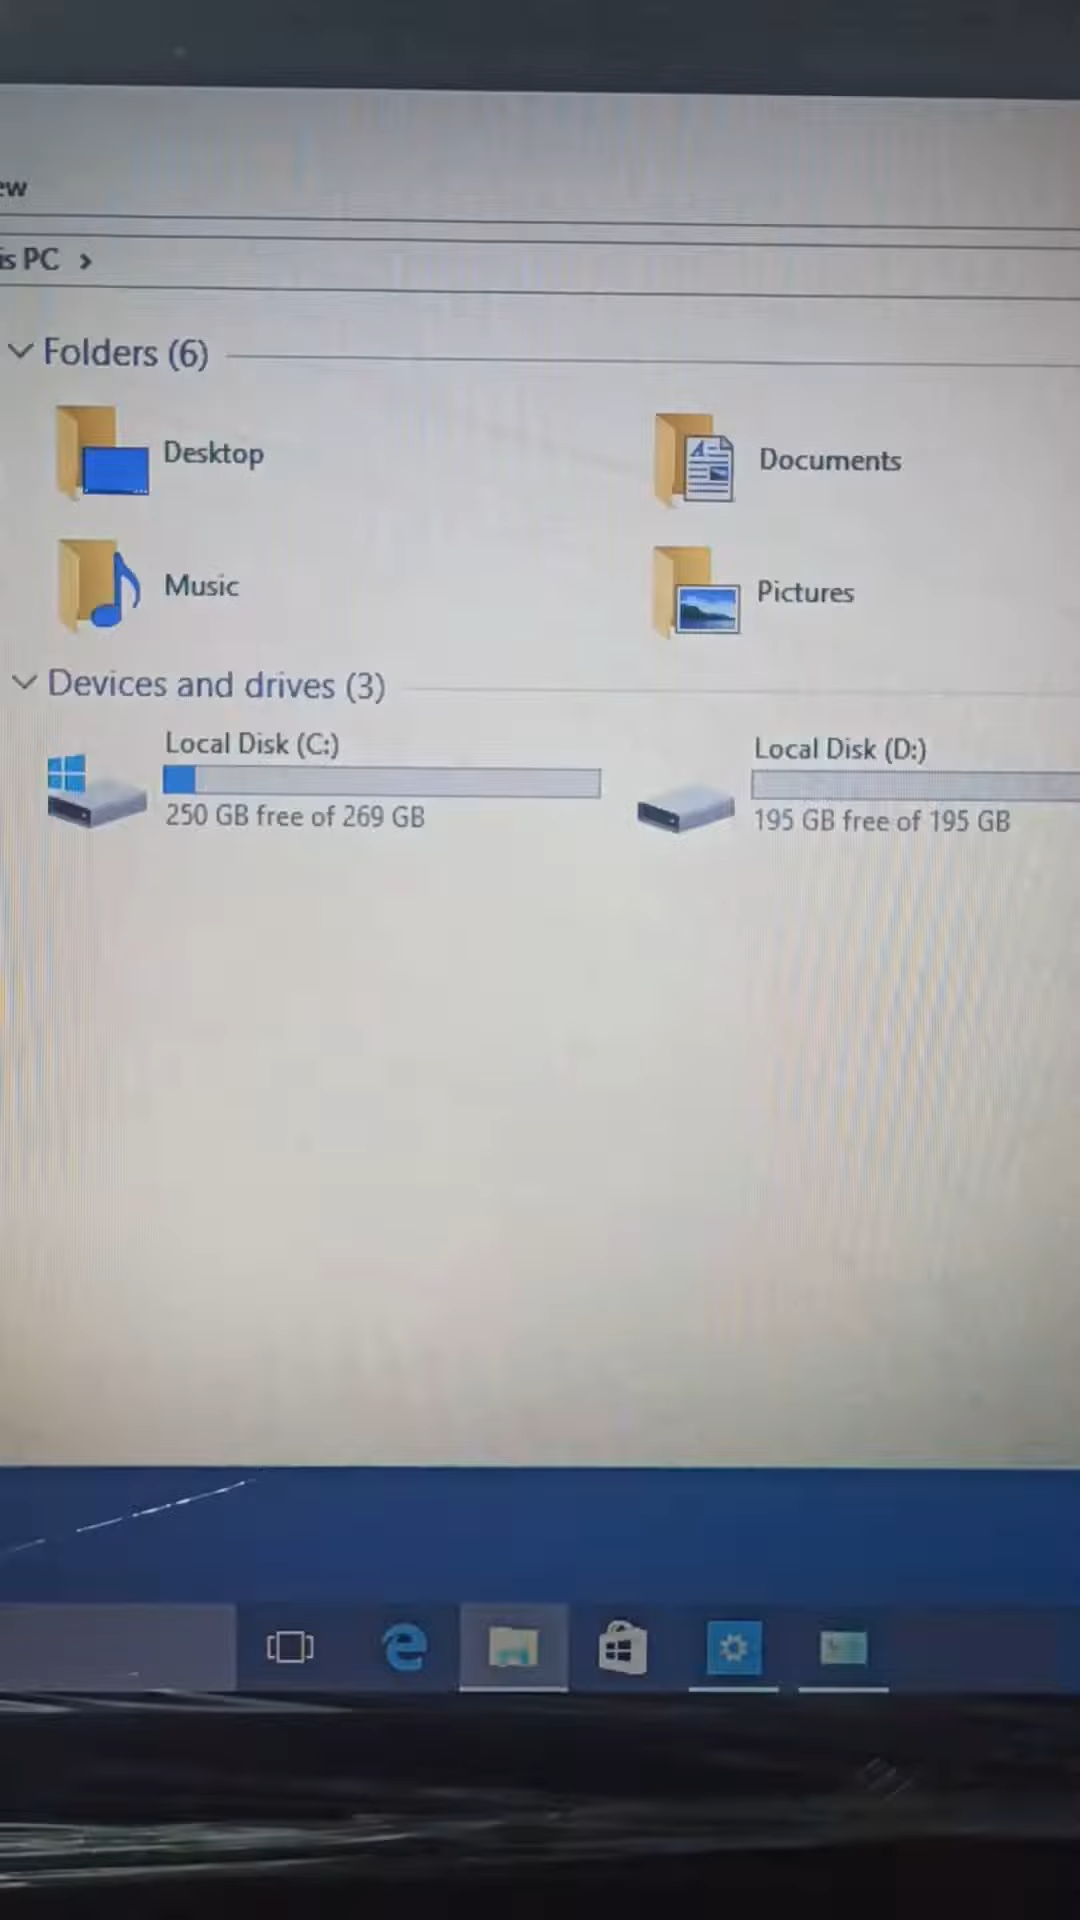 ew
is PC >
Folders (6)
Desktop
Documents
Music
Pictures
Devices and drives (3)
Local Disk (C:)
250 GB free of 269 GB
Local Disk (D:)
195 GB free of 195 GB